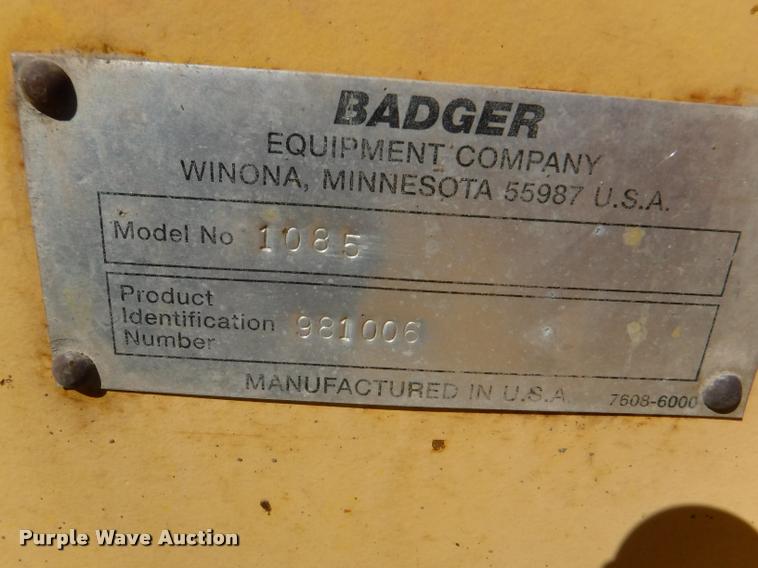 BADGER
EQUIPMENT COMPANY
WINONA, MINNESOTA 55987 U.S.A.
Model No 1085
Product
Identification 981006
Number
MANUFACTURED IN U.S.A.
7608-6000
Purple Wave Auction